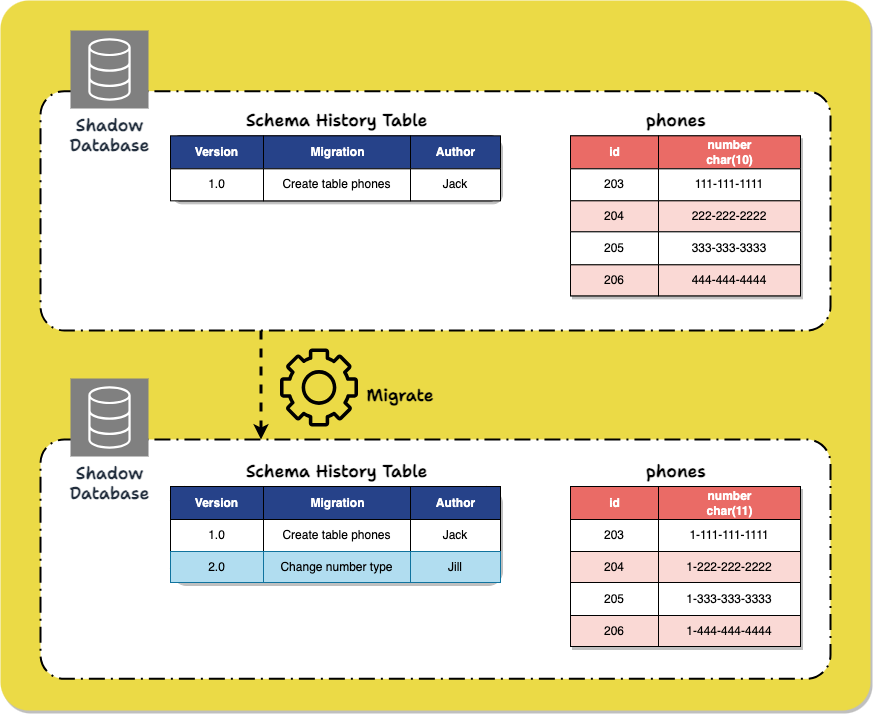 Shadow
Database
Schema History Table
Version Migration Author
1.0 Create table phones Jack
phones
id number
char(10)
203 111-111-1111
204 222-222-2222
205 333-333-3333
206 444-444-4444
Migrate
Shadow
Database
Schema History Table
Version Migration Author
1.0 Create table phones Jack
2.0 Change number type Jill
phones
id number
char(11)
203 1-111-111-1111
204 1-222-222-2222
205 1-333-333-3333
206 1-444-444-4444